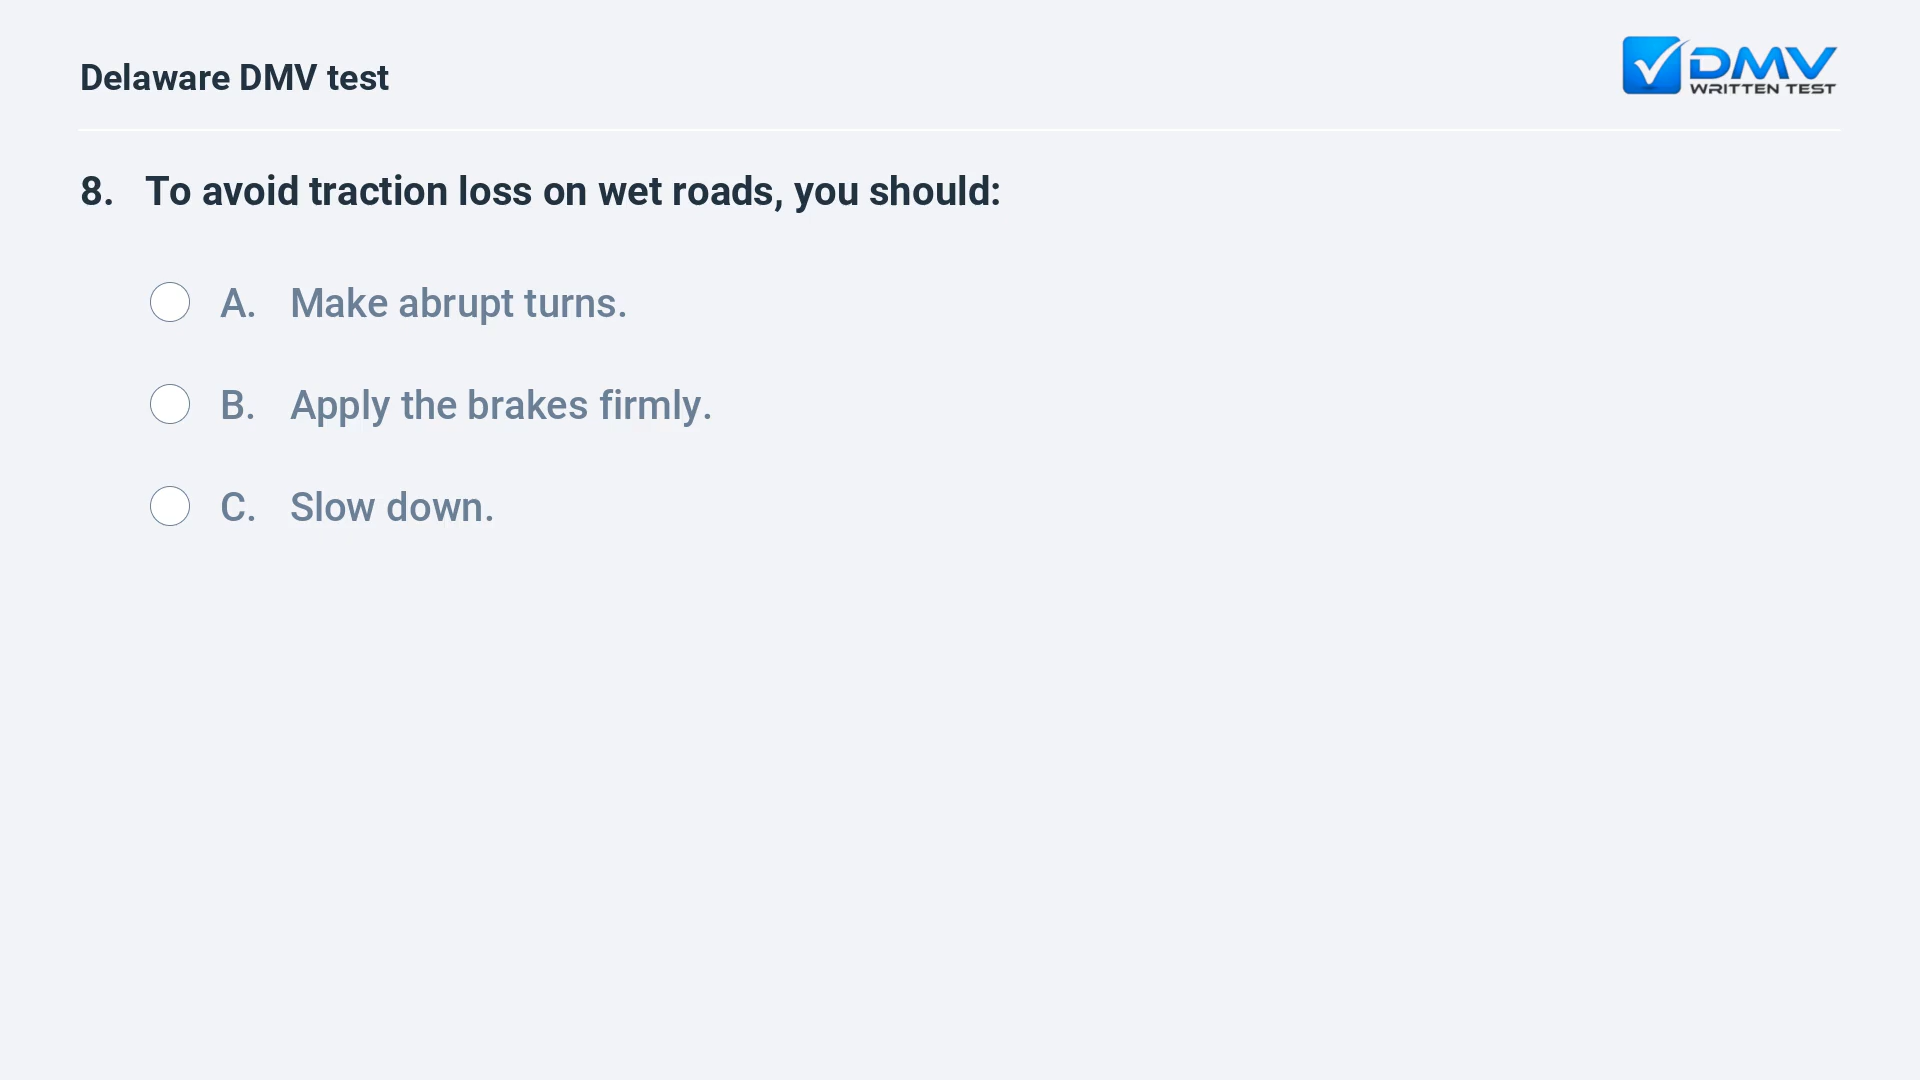 Delaware DMV test
DMV
WRITTEN TEST
8. To avoid traction loss on wet roads, you should:
A. Make abrupt turns.
B. Apply the brakes firmly.
C. Slow down.